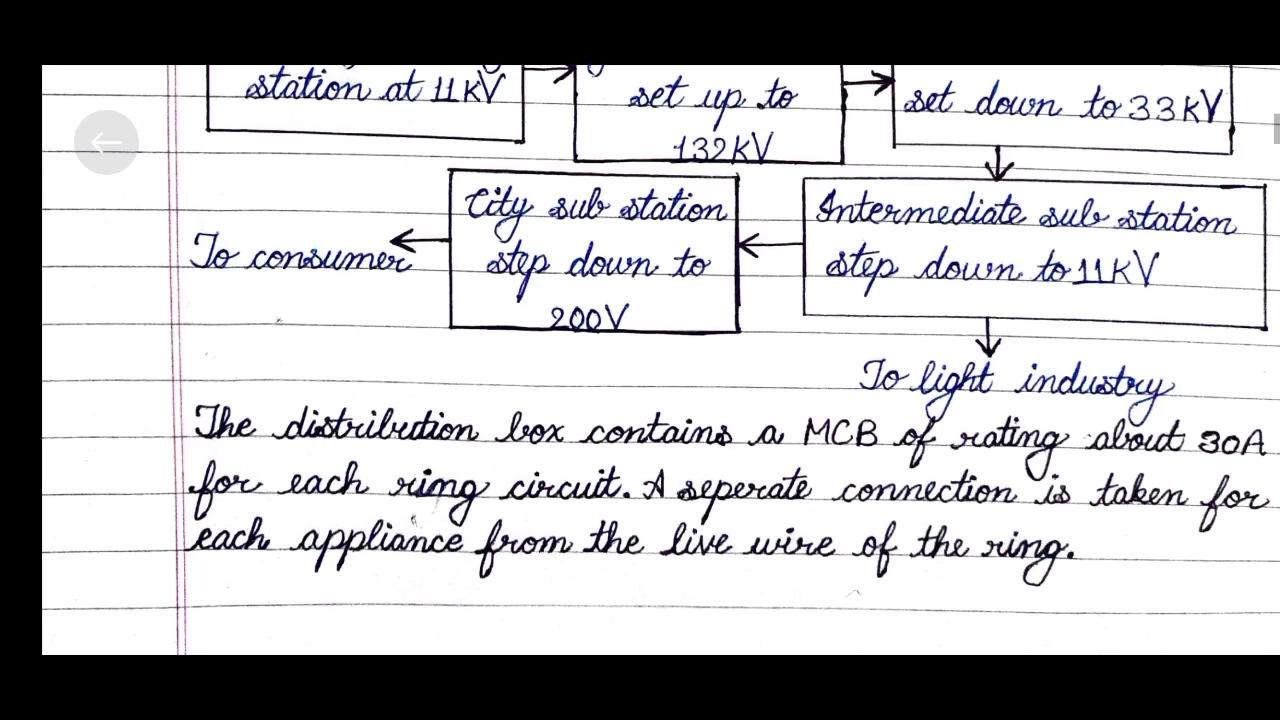 station at 11kV
set up to
132kV
set down to 33kV
City sub station
step down to
200V
Intermediate sub station
step down to 11kV
To consumer
To light industry
The distribution box contains a MCB of rating about 30A
for each ring circuit. A seperate connection is taken for
each appliance from the live wire of the ring.